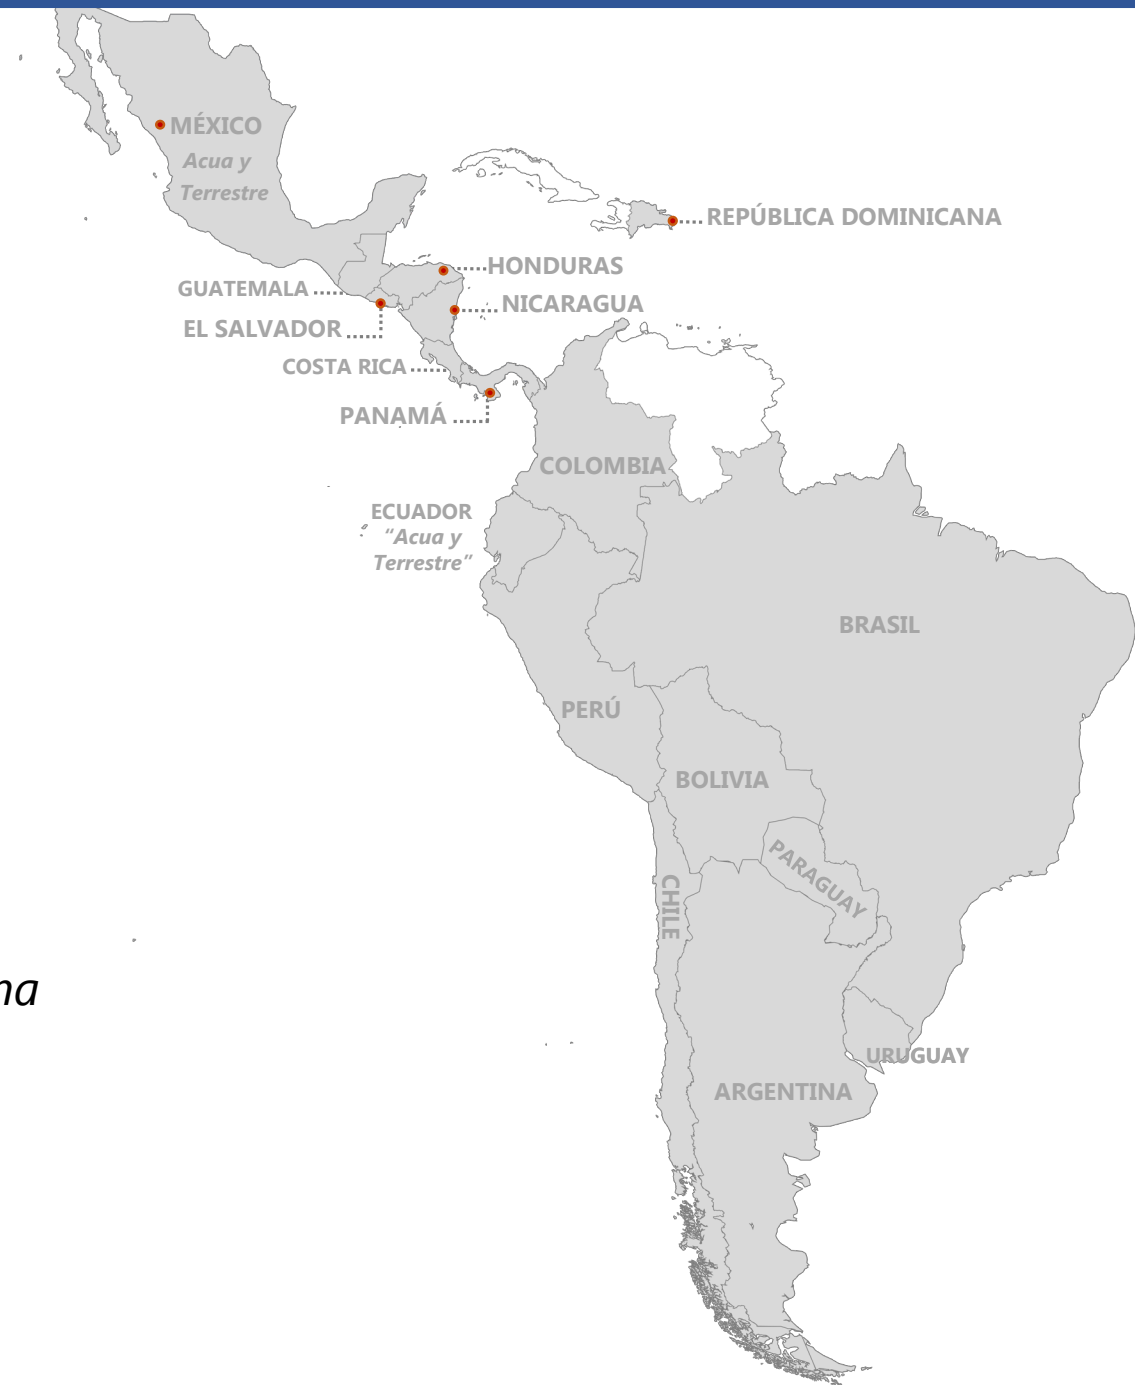 MÉXICO
Acua y
Terrestre
REPÚBLICA DOMINICANA
HONDURAS
GUATEMALA
NICARAGUA
EL SALVADOR
COSTA RICA
PANAMÁ
COLOMBIA
ECUADOR
“Acua y
Terrestre”
BRASIL
PERÚ
BOLIVIA
PARAGUAY
CHILE
na
URUGUAY
ARGENTINA